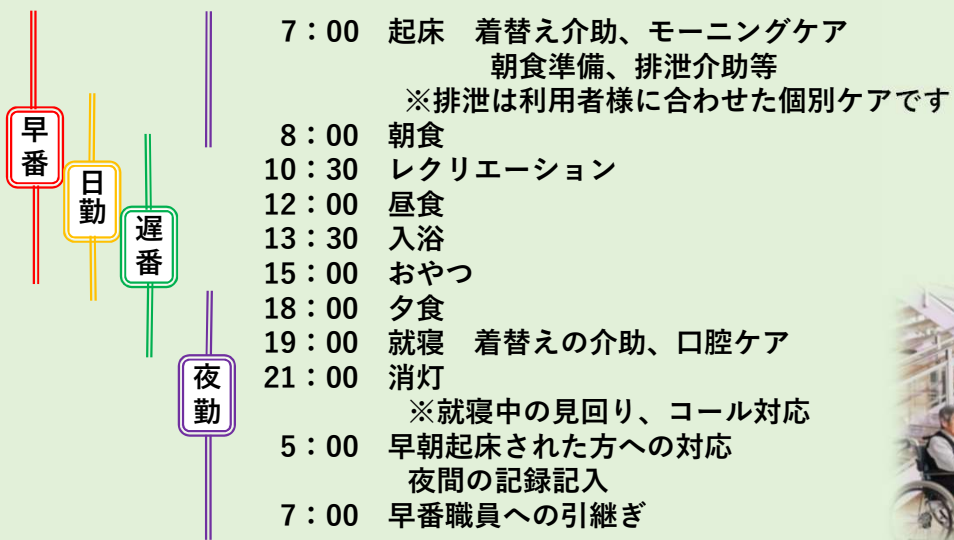 早番
日勤
遅番
夜勤
7：00　起床　着替え介助、モーニングケア
朝食準備、排泄介助等
※排泄は利用者様に合わせた個別ケアです
8：00　朝食
10：30　レクリエーション
12：00　昼食
13：30　入浴
15：00　おやつ
18：00　夕食
19：00　就寝　着替えの介助、口腔ケア
21：00　消灯
※就寝中の見回り、コール対応
5：00　早朝起床された方への対応
夜間の記録記入
7：00　早番職員への引継ぎ